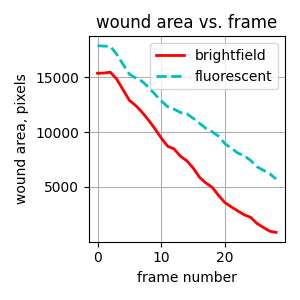 wound area vs. frame
brightfield
fluorescent
wound area, pixels
15000
10000
5000
0
10
20
frame number